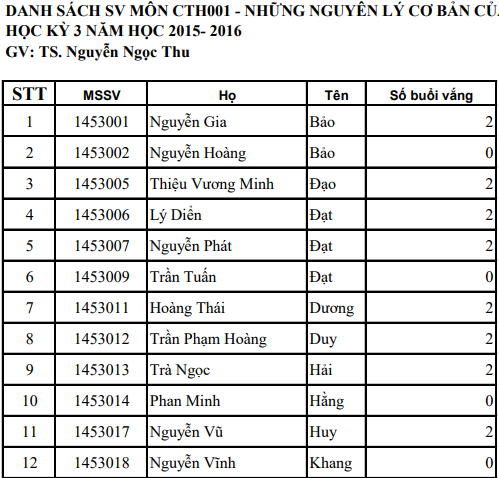 DANH SÁCH SV MÔN CTH001 - NHỮNG NGUYÊN LÝ CƠ BẢN
HỌC KỲ 3 NĂM HỌC 2015- 2016
GV: TS. Nguyễn Ngọc Thu
STT MSSV Họ Tên Số buổi vắng
1 1453001 Nguyễn Gia Bảo 2
2 1453002 Nguyễn Hoàng Bảo 0
3 1453005 Thiệu Vương Minh Đạo 2
4 1453006 Lý Diển Đạt 2
5 1453007 Nguyễn Phát Đạt 2
6 1453009 Trần Tuấn Đạt 0
7 1453011 Hoàng Thái Dương 2
8 1453012 Trần Phạm Hoàng Duy 2
9 1453013 Trà Ngọc Hải 2
10 1453014 Phan Minh Hằng 0
11 1453017 Nguyễn Vũ Huy 2
12 1453018 Nguyễn Vĩnh Khang 0